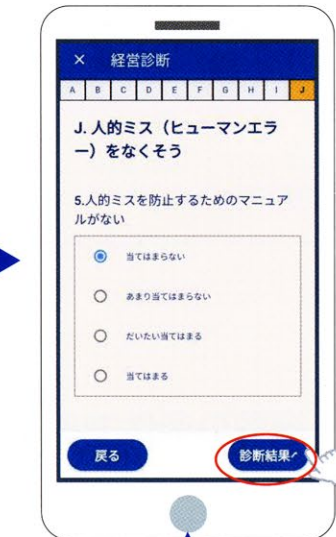 × 経営診断
A B C D E F G H I J
J. 人的ミス（ヒューマンエラ
ー）をなくそう
5.人的ミスを防止するためのマニュア
ルがない
当てはまらない
あまり当てはまらない
だいたい当てはまる
当てはまる
戻る 診断結果